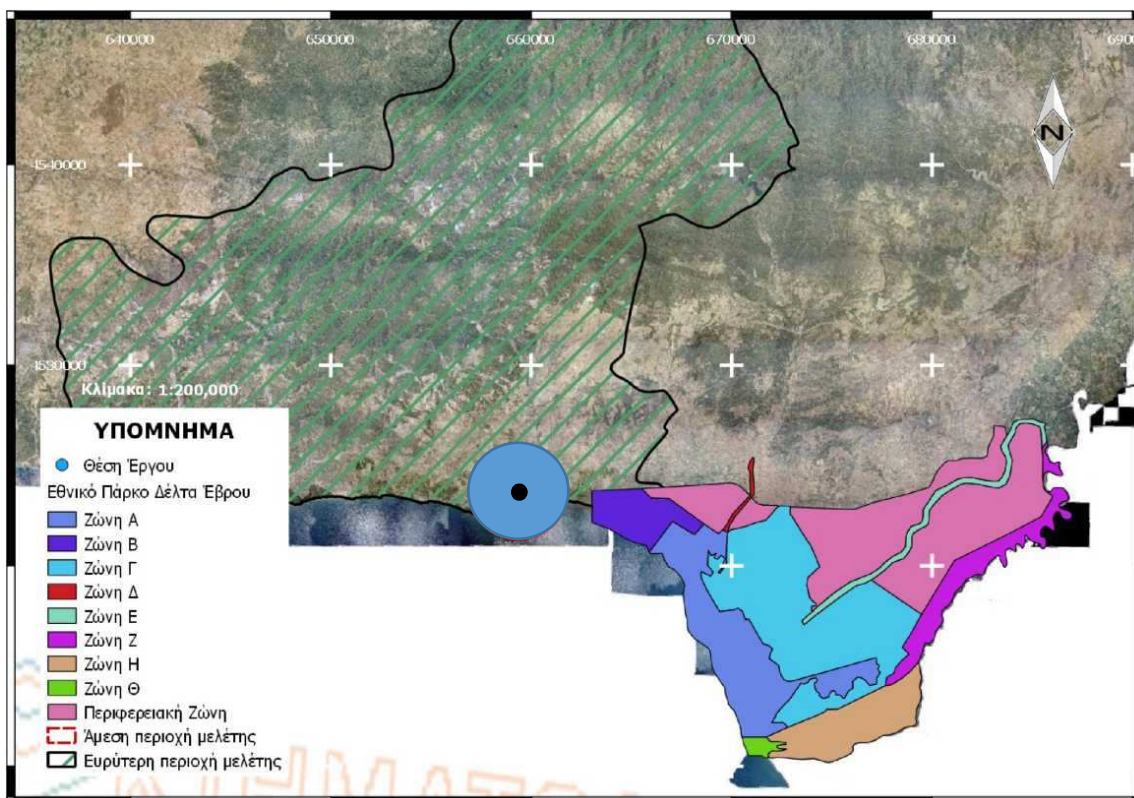 640000 650000 660000 670000 680000
1540000
1530000
N
Κλίμακα: 1:200,000
ΥΠΟΜΝΗΜΑ
Θέση Έργου
Εθνικό Πάρκο Δέλτα Έβρου
Ζώνη Α
Ζώνη Β
Ζώνη Γ
Ζώνη Δ
Ζώνη Ε
Ζώνη Ζ
Ζώνη Η
Ζώνη Θ
Περιφερειακή Ζώνη
Άμεση περιοχή μελέτης
Ευρύτερη περιοχή μελέτης